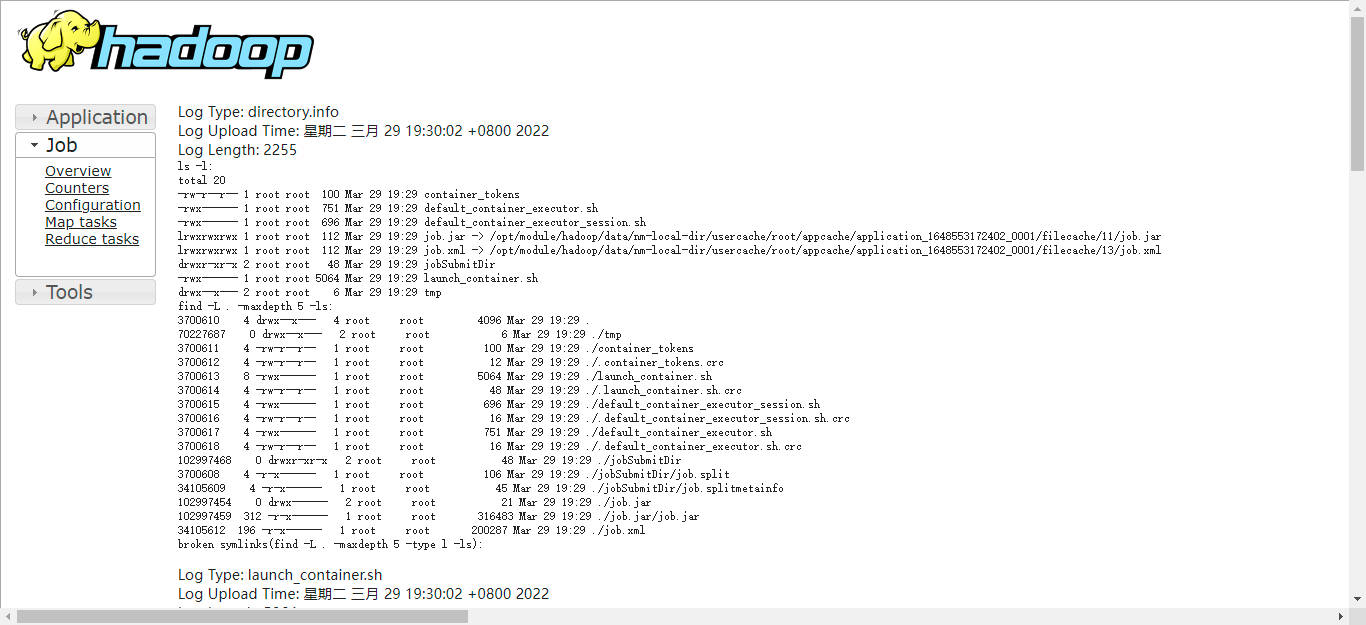 hadoop
Application
Job
Overview
Counters
Configuration
Map tasks
Reduce tasks
Tools
Log Type: directory.info
Log Upload Time: 星期二 三月 29 19:30:02 +0800 2022
Log Length: 2255
ls -l:
total 20
-rw-r--r-- 1 root root  100 Mar 29 19:29 container_tokens
-rwx------ 1 root root  751 Mar 29 19:29 default_container_executor.sh
-rwx------ 1 root root  696 Mar 29 19:29 default_container_executor_session.sh
lrwxrwxrwx 1 root root  112 Mar 29 19:29 job.jar -> /opt/module/hadoop/data/nm-local-dir/usercache/root/appcache/application_1648553172402_0001/filecache/11/job.jar
lrwxrwxrwx 1 root root  112 Mar 29 19:29 job.xml -> /opt/module/hadoop/data/nm-local-dir/usercache/root/appcache/application_1648553172402_0001/filecache/13/job.xml
drwxr-xr-x 2 root root   48 Mar 29 19:29 jobSubmitDir
-rwx------ 1 root root 5064 Mar 29 19:29 launch_container.sh
drwx--x--- 2 root root    6 Mar 29 19:29 tmp
find -L . -maxdepth 5 -ls:
3700610    4 drwx--x---   4 root     root         4096 Mar 29 19:29 .
70227687    0 drwx--x---   2 root     root            6 Mar 29 19:29 ./tmp
3700611    4 -rw-r--r--   1 root     root          100 Mar 29 19:29 ./container_tokens
3700612    4 -rw-r--r--   1 root     root           12 Mar 29 19:29 ./.container_tokens.crc
3700613    8 -rwx------   1 root     root         5064 Mar 29 19:29 ./launch_container.sh
3700614    4 -rw-r--r--   1 root     root           48 Mar 29 19:29 ./.launch_container.sh.crc
3700615    4 -rwx------   1 root     root          696 Mar 29 19:29 ./default_container_executor_session.sh
3700616    4 -rw-r--r--   1 root     root           16 Mar 29 19:29 ./.default_container_executor_session.sh.crc
3700617    4 -rwx------   1 root     root          751 Mar 29 19:29 ./default_container_executor.sh
3700618    4 -rw-r--r--   1 root     root           16 Mar 29 19:29 ./.default_container_executor.sh.crc
102997468    0 drwxr-xr-x   2 root     root           48 Mar 29 19:29 ./jobSubmitDir
3700608    4 -r-x------   1 root     root          106 Mar 29 19:29 ./jobSubmitDir/job.split
34105609    4 -r-x------   1 root     root           45 Mar 29 19:29 ./jobSubmitDir/job.splitmetainfo
102997454    0 drwx------   2 root     root           21 Mar 29 19:29 ./job.jar
102997459  312 -r-x------   1 root     root       316483 Mar 29 19:29 ./job.jar/job.jar
34105612  196 -r-x------   1 root     root       200287 Mar 29 19:29 ./job.xml
broken symlinks(find -L . -maxdepth 5 -type l -ls):
Log Type: launch_container.sh
Log Upload Time: 星期二 三月 29 19:30:02 +0800 2022